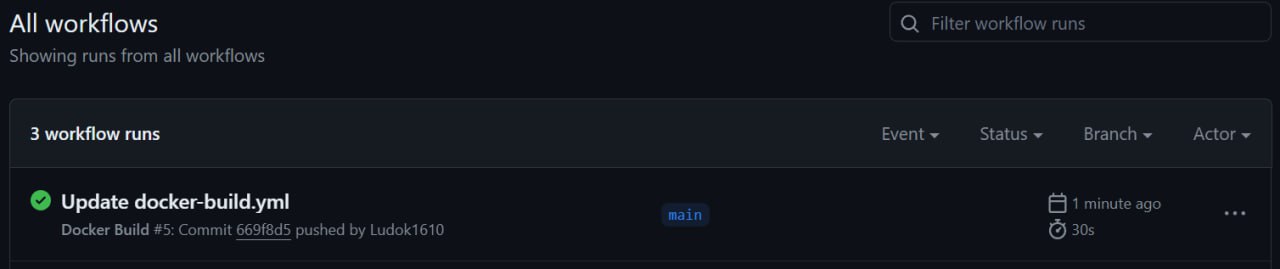 All workflows
Filter workflow runs
Showing runs from all workflows
3 workflow runs
Event
Status
Branch
Actor
Update docker-build.yml
main
1 minute ago
Docker Build #5: Commit 669f8d5 pushed by Ludok1610
30s